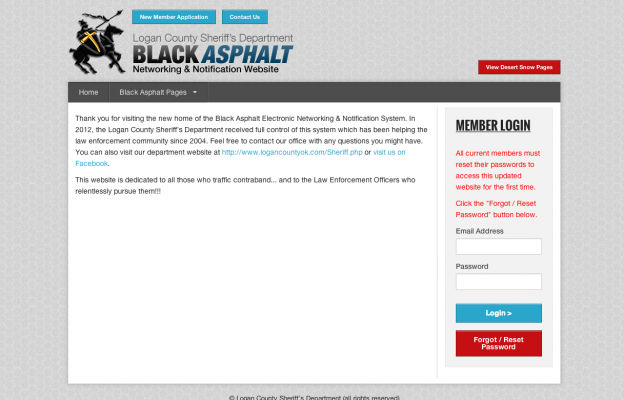 New Member Application
Contact Us
Logan County Sheriff's Department
BLACK ASPHALT
Networking & Notification Website
View Desert Snow Pages
Home
Black Asphalt Pages
Thank you for visiting the new home of the Black Asphalt Electronic Networking & Notification System. In
2012, the Logan County Sheriff's Department received full control of this system which has been helping the
law enforcement community since 2004. Feel free to contact our office with any questions you might have.
You can also visit our department website at http://www.logancountyok.com/Sheriff.php or visit us on
Facebook.
This website is dedicated to all those who traffic contraband... and to the Law Enforcement Officers who
relentlessly pursue them!!!
MEMBER LOGIN
All current members must
reset their passwords to
access this updated
website for the first time.
Click the "Forgot / Reset
Password" button below.
Email Address
Password
Login >
Forgot / Reset
Password
© Logan County Sheriff's Department (all rights reserved)